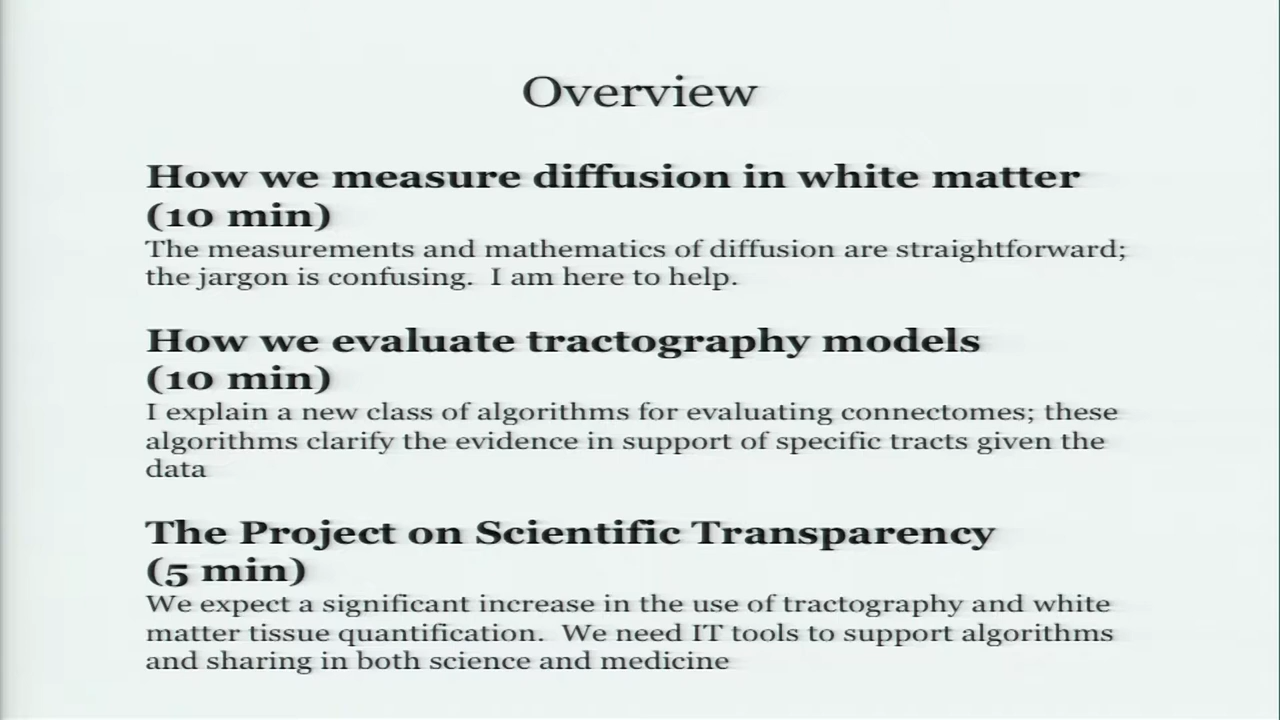 Overview
How we measure diffusion in white matter
(10 min)
The measurements and mathematics of diffusion are straightforward;
the jargon is confusing.  I am here to help.
How we evaluate tractography models
(10 min)
I explain a new class of algorithms for evaluating connectomes; these
algorithms clarify the evidence in support of specific tracts given the
data
The Project on Scientific Transparency
(5 min)
We expect a significant increase in the use of tractography and white
matter tissue quantification.  We need IT tools to support algorithms
and sharing in both science and medicine